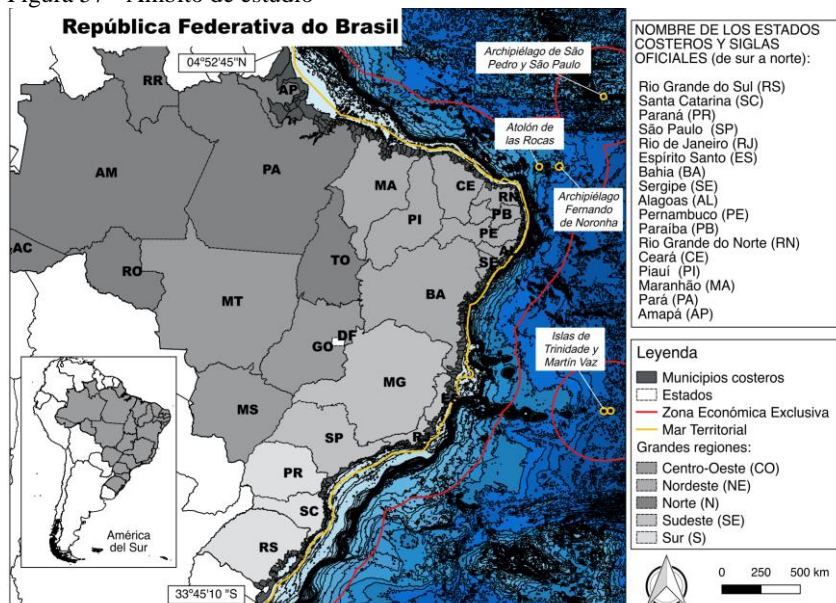 Figura 37 - Ámbito de estudio
República Federativa do Brasil
04°52'45"N
Archipiélago de São
Pedro y São Paulo
Atolón de
las Rocas
Archipiélago
Fernando
de Noronha
Islas de
Trinidade y
Martín Vaz
RR
AP
AM
PA
MA
CE
RN
PB
PI
PE
AC
RO
TO
SE
MT
BA
DF
GO
MG
MS
SP
PR
SC
RS
33°45'10 "S
América
del Sur
NOMBRE DE LOS ESTADOS
COSTEROS Y SIGLAS
OFICIALES (de sur a norte):
Rio Grande do Sul (RS)
Santa Catarina (SC)
Paraná (PR)
São Paulo (SP)
Rio de Janeiro (RJ)
Espírito Santo (ES)
Bahia (BA)
Sergipe (SE)
Alagoas (AL)
Pernambuco (PE)
Paraíba (PB)
Rio Grande do Norte (RN)
Ceará (CE)
Piauí (PI)
Maranhão (MA)
Pará (PA)
Amapá (AP)
Leyenda
Municipios costeros
Estados
Zona Económica Exclusiva
Mar Territorial
Grandes regiones:
Centro-Oeste (CO)
Nordeste (NE)
Norte (N)
Sudeste (SE)
Sur (S)
0 250 500 km